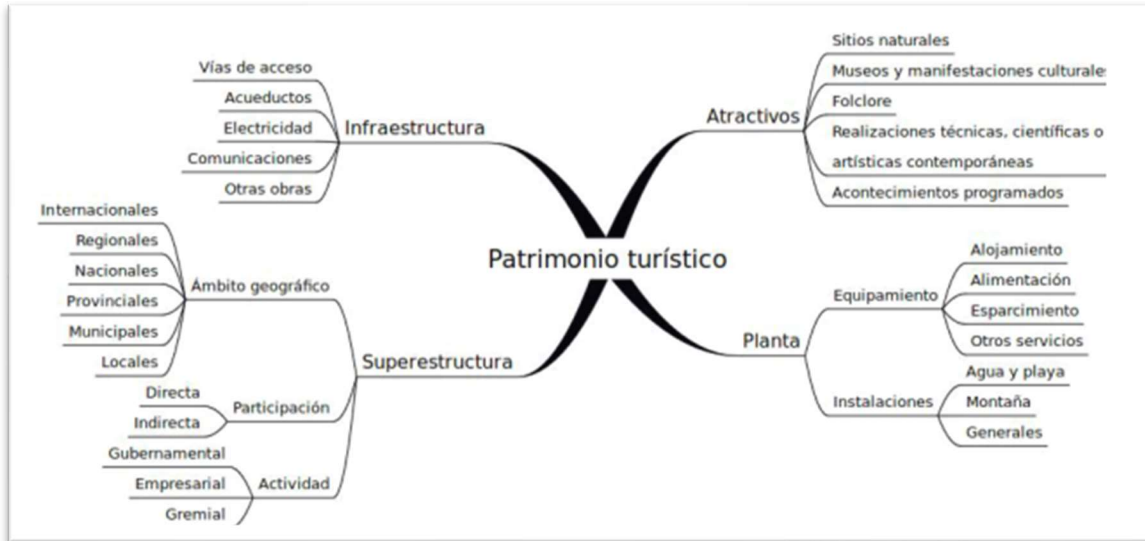 Patrimonio turístico
Infraestructura
Vías de acceso
Acueductos
Electricidad
Comunicaciones
Otras obras
Superestructura
Ámbito geográfico
Internacionales
Regionales
Nacionales
Provinciales
Municipales
Locales
Participación
Directa
Indirecta
Actividad
Gubernamental
Empresarial
Gremial
Atractivos
Sitios naturales
Museos y manifestaciones culturale
Folclore
Realizaciones técnicas, científicas o
artísticas contemporáneas
Acontecimientos programados
Planta
Equipamiento
Alojamiento
Alimentación
Esparcimiento
Otros servicios
Instalaciones
Agua y playa
Montaña
Generales